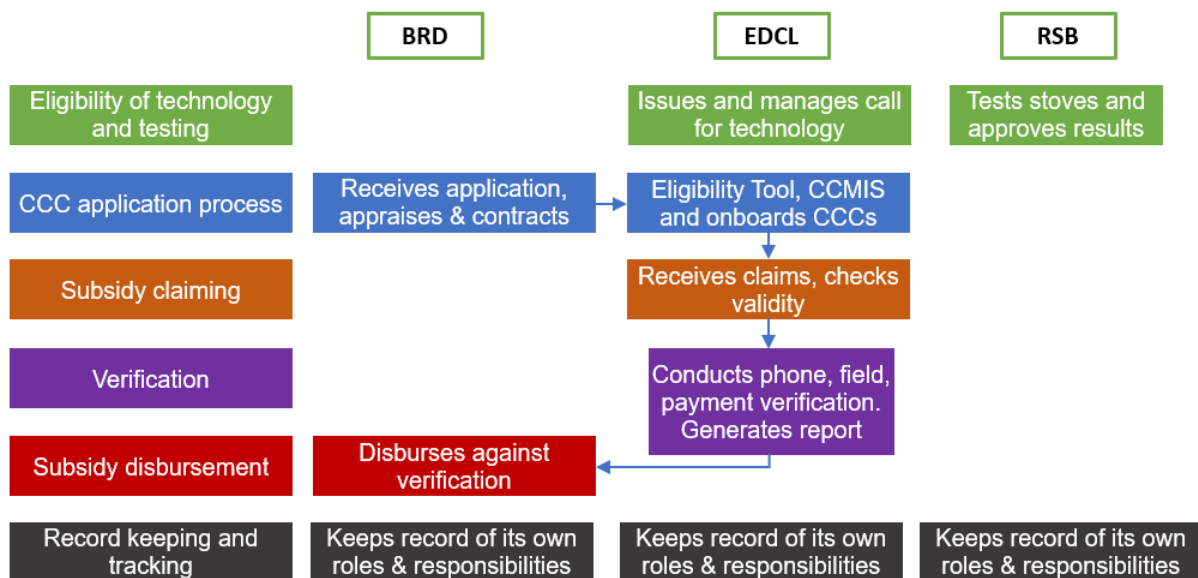 BRD
EDCL
RSB
Eligibility of technology
and testing
Issues and manages call
for technology
Tests stoves and
approves results
CCC application process
Receives application,
appraises & contracts
Eligibility Tool, CCMIS
and onboards CCCs
Subsidy claiming
Receives claims, checks
validity
Verification
Conducts phone, field,
payment verification.
Generates report
Subsidy disbursement
Disburses against
verification
Record keeping and
tracking
Keeps record of its own
roles & responsibilities
Keeps record of its own
roles & responsibilities
Keeps record of its own
roles & responsibilities